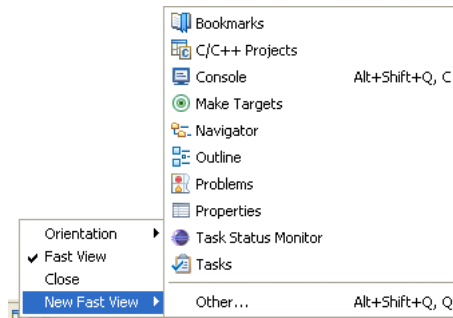 Bookmarks
C/C++ Projects
Console Alt+Shift+Q, C
Make Targets
Navigator
Outline
Problems
Properties
Task Status Monitor
Tasks
Other... Alt+Shift+Q, Q
Orientation
Fast View
Close
New Fast View